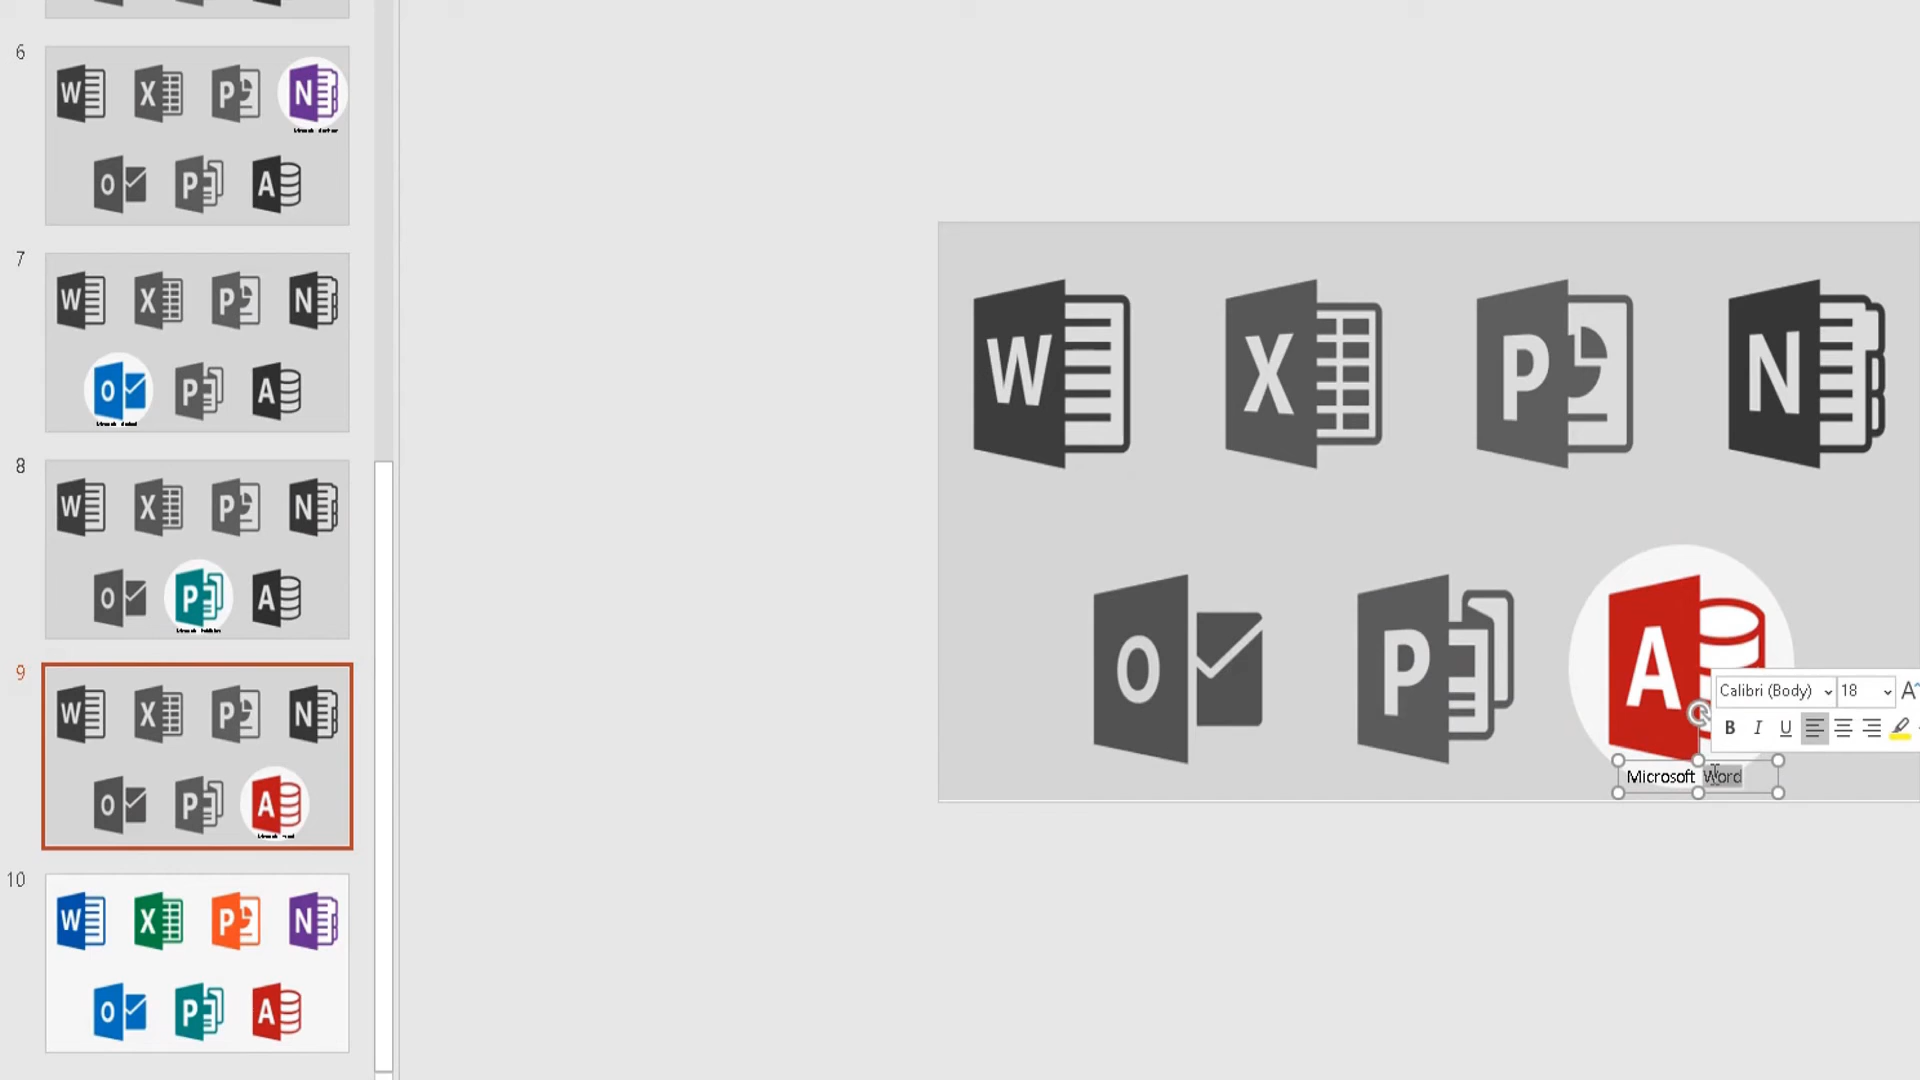 6
W X P N
O P A
7
W X P N
O P A
8
W X P N
O P A
9
W X P N
O P A
10
W X P N
O P A
W X P N
O P A
Calibri (Body) 18 A
B I U
Microsoft Word